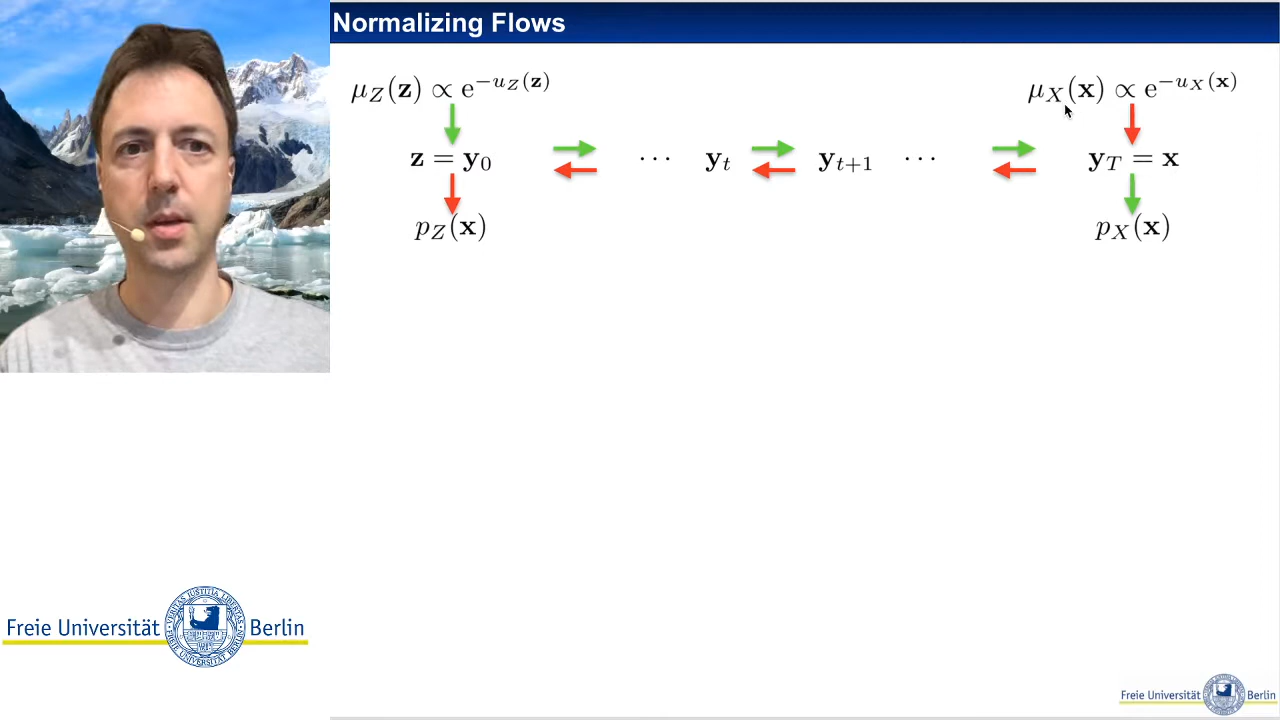 Normalizing Flows
μ_Z(𝐳) ∝ e^{−u_Z(𝐳)} μ_X(𝐱) ∝ e^{−u_X(𝐱)}
𝐳 = 𝐲_0 ··· 𝐲_t 𝐲_{t+1} ··· 𝐲_T = 𝐱
p_Z(𝐱) p_X(𝐱)
Freie Universität Berlin
Freie Universität Berlin